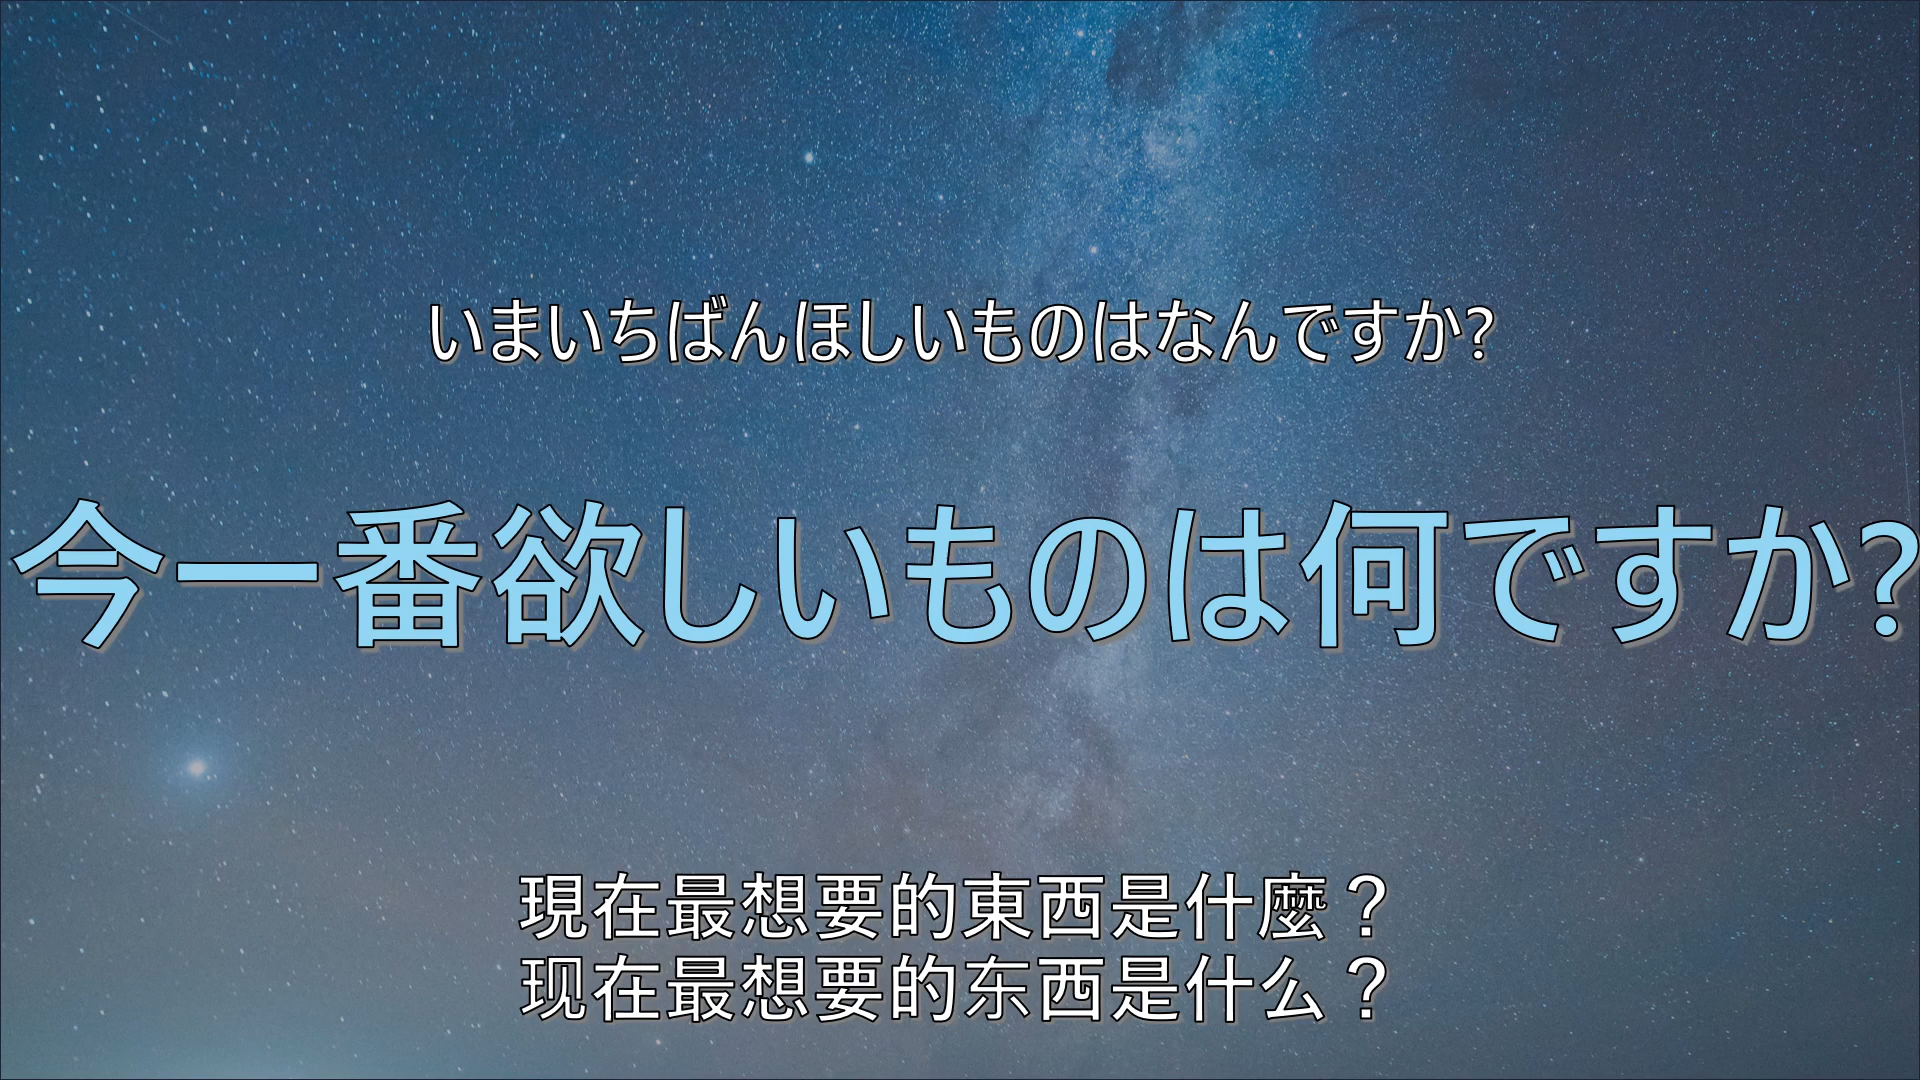 いまいちばんほしいものはなんですか?
今一番欲しいものは何ですか?
現在最想要的東西是什麼？
现在最想要的东西是什么？